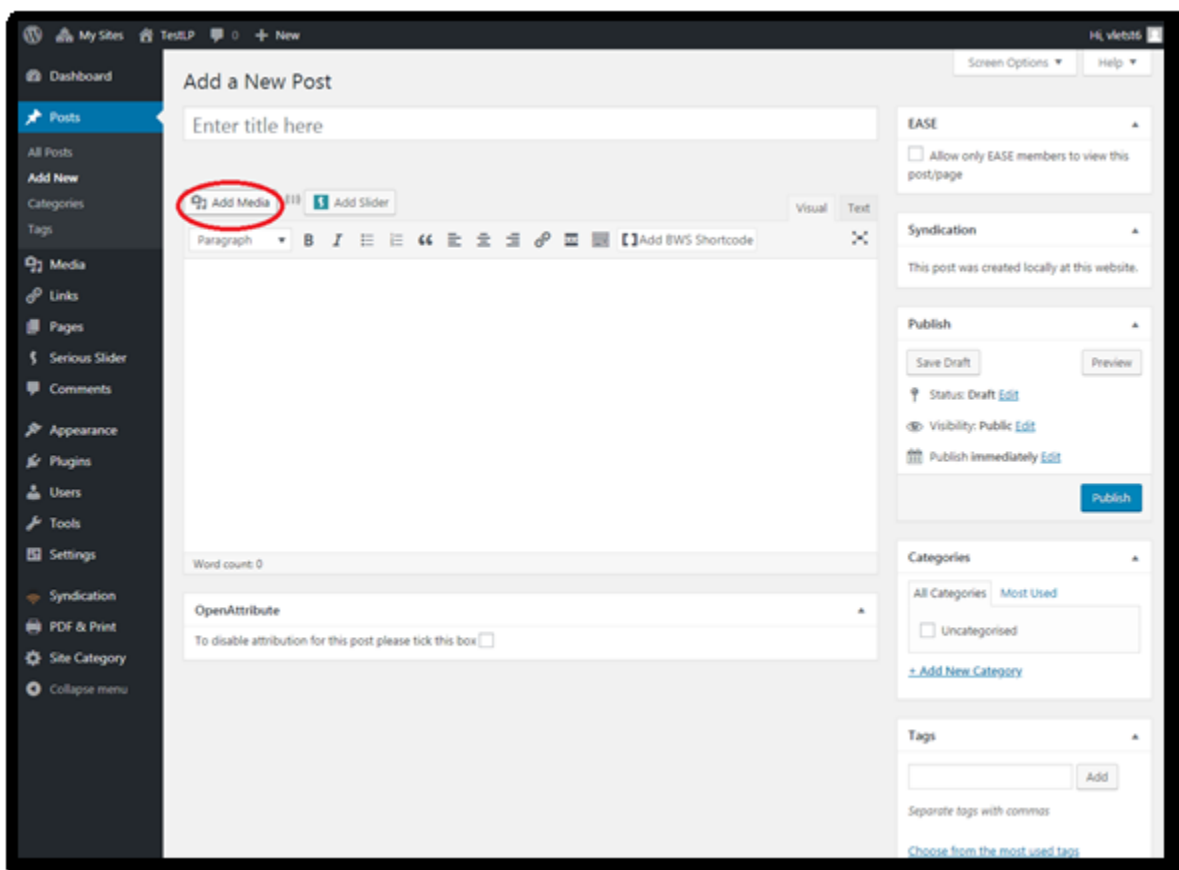 My Sites TestLP 0 + New Hi, vletst6
Dashboard
Posts
All Posts
Add New
Categories
Tags
Media
Links
Pages
Serious Slider
Comments
Appearance
Plugins
Users
Tools
Settings
Syndication
PDF & Print
Site Category
Collapse menu
Screen Options Help
Add a New Post
Enter title here
Add Media Add Slider
Visual Text
Paragraph B I Add BWS Shortcode
Word count: 0
OpenAttribute
To disable attribution for this post please tick this box
EASE
Allow only EASE members to view this
post/page
Syndication
This post was created locally at this website.
Publish
Save Draft Preview
Status: Draft Edit
Visibility: Public Edit
Publish immediately Edit
Publish
Categories
All Categories Most Used
Uncategorised
+ Add New Category
Tags
Add
Separate tags with commas
Choose from the most used tags